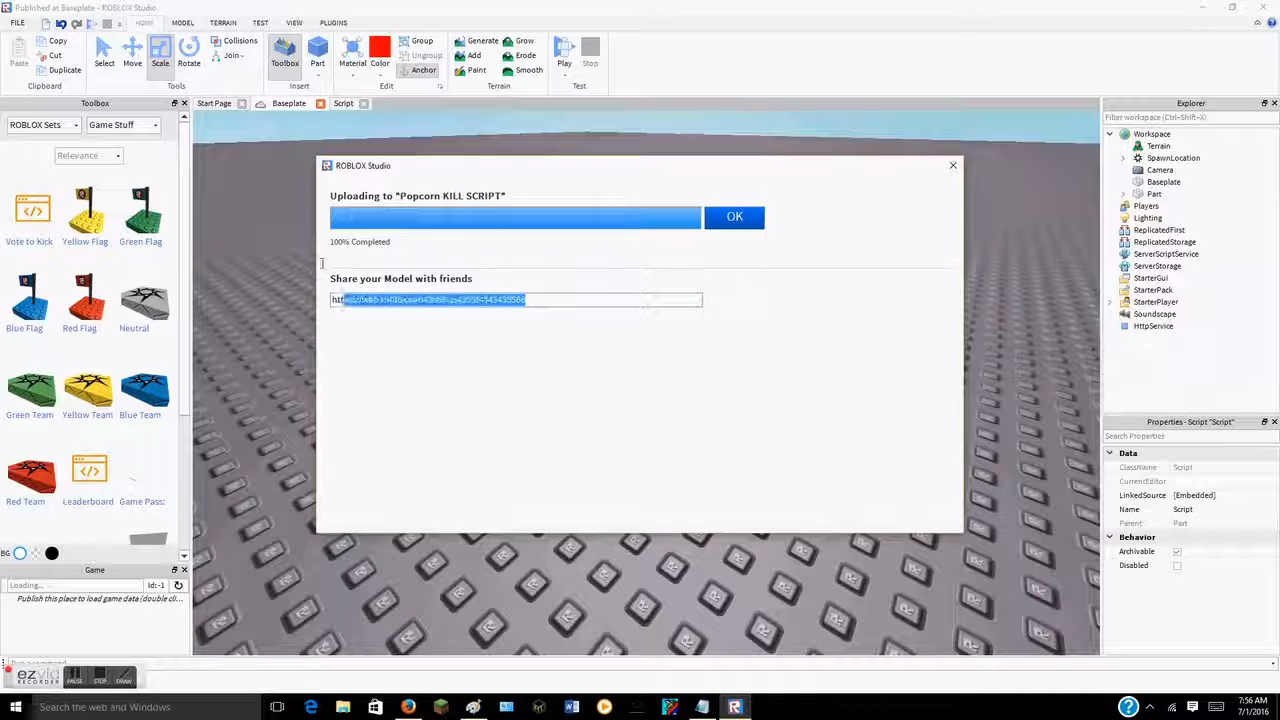 Published as Baseplate - ROBLOX Studio
FILE HOME MODEL TERRAIN TEST VIEW PLUGINS
Paste
Copy
Cut
Duplicate
Clipboard
Select
Move
Scale
Rotate
Collisions
Join
Tools
Toolbox
Part
Insert
Material
Color
Group
Ungroup
Anchor
Edit
Generate
Grow
Add
Erode
Paint
Smooth
Terrain
Play
Stop
Test
Toolbox
ROBLOX Sets
Game Stuff
Relevance
Vote to Kick
Yellow Flag
Green Flag
Blue Flag
Red Flag
Neutral
Green Team
Yellow Team
Blue Team
Red Team
Leaderboard
Game Pass:
BG
Game
Loading...
Id: -1
Publish this place to load game data (double cli...
Start Page
Baseplate
Script
ROBLOX Studio
Uploading to "Popcorn KILL SCRIPT"
OK
100% Completed
Share your Model with friends
Explorer
Filter workspace (Ctrl+Shift+X)
Workspace
Terrain
SpawnLocation
Camera
Baseplate
Part
Players
Lighting
ReplicatedFirst
ReplicatedStorage
ServerScriptService
ServerStorage
StarterGui
StarterPack
StarterPlayer
Soundscape
HttpService
Properties - Script "Script"
Search Properties
Data
ClassName Script
CurrentEditor
LinkedSource [Embedded]
Name Script
Parent Part
Behavior
Archivable
Disabled
ezvid
RECORDER
PAUSE
STOP
DRAW
Search the web and Windows
7:56 AM
7/1/2016